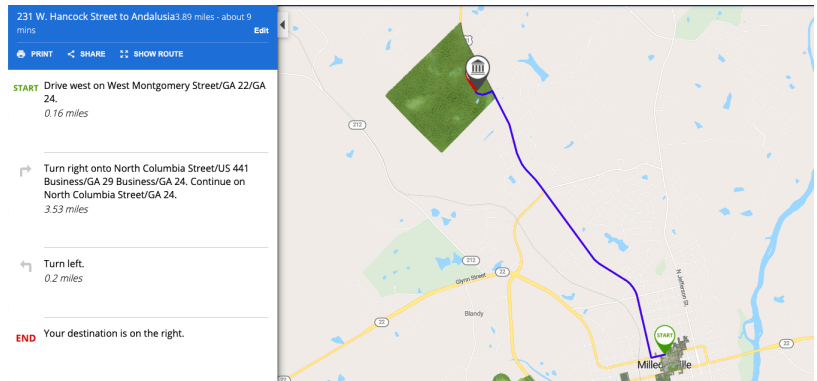 231 W. Hancock Street to Andalusia3.89 miles - about 9
mins
Edit
PRINT
SHARE
SHOW ROUTE
START
Drive west on West Montgomery Street/GA 22/GA
24.
0.16 miles
Turn right onto North Columbia Street/US 441
Business/GA 29 Business/GA 24. Continue on
North Columbia Street/GA 24.
3.53 miles
Turn left.
0.2 miles
END
Your destination is on the right.
212
212
Glynn Street
22
N Jefferson St
Blandy
22
START
22